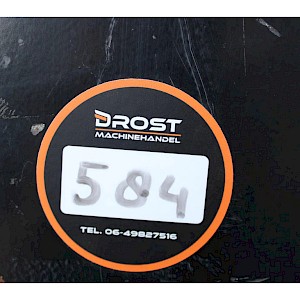 DROST
MACHINEHANDEL
584
TEL. 06-49827516